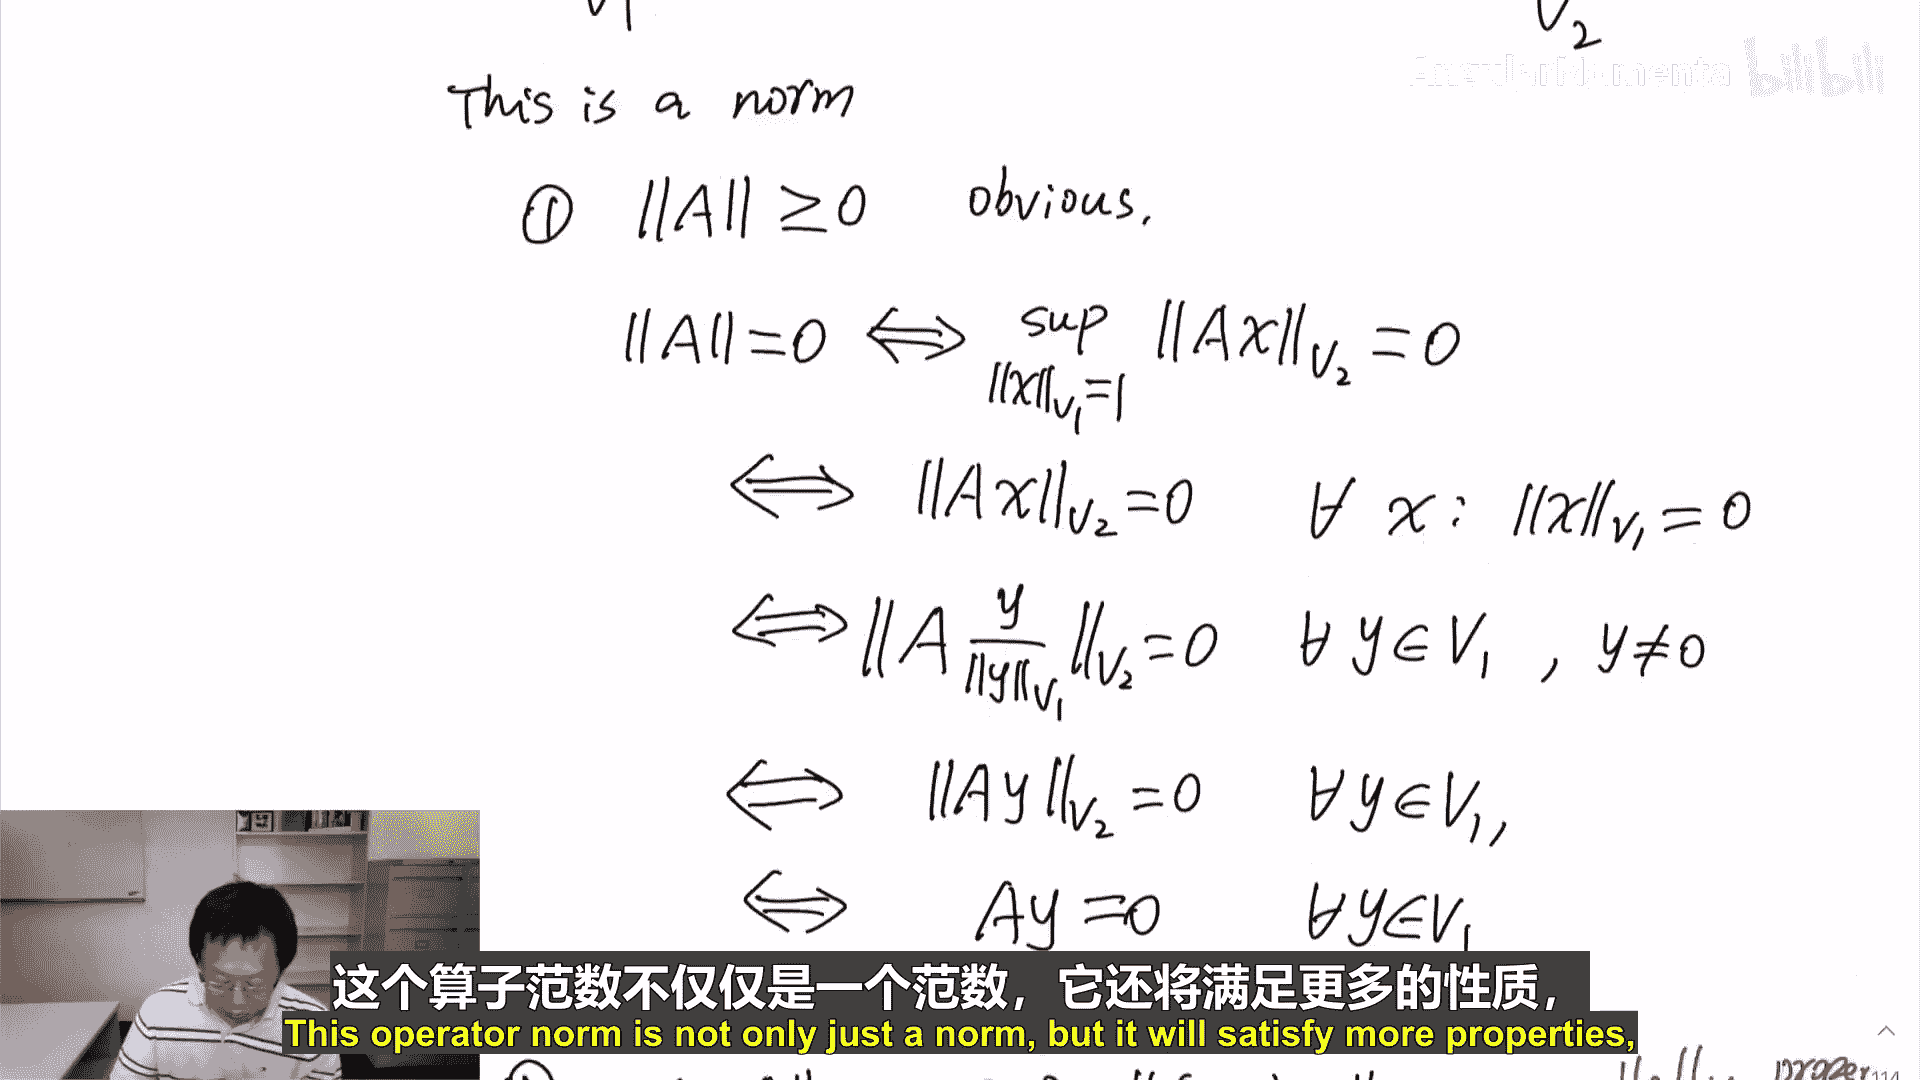 V1 V2
AngularMomenta bilibili
This is a norm
① ||A|| ≥ 0 obvious.
||A|| = 0 ⟺ sup ||Ax||V2 = 0
||x||V1 = 1
⟺ ||Ax||V2 = 0 ∀ x : ||x||V1 = 0
⟺ ||A y/||y||V1 ||V2 = 0 ∀ y ∈ V1 , y ≠ 0
⟺ ||Ay||V2 = 0 ∀ y ∈ V1 ,
⟺ Ay = 0 ∀ y ∈ V1
这个算子范数不仅仅是一个范数，它还将满足更多的性质，
This operator norm is not only just a norm, but it will satisfy more properties,